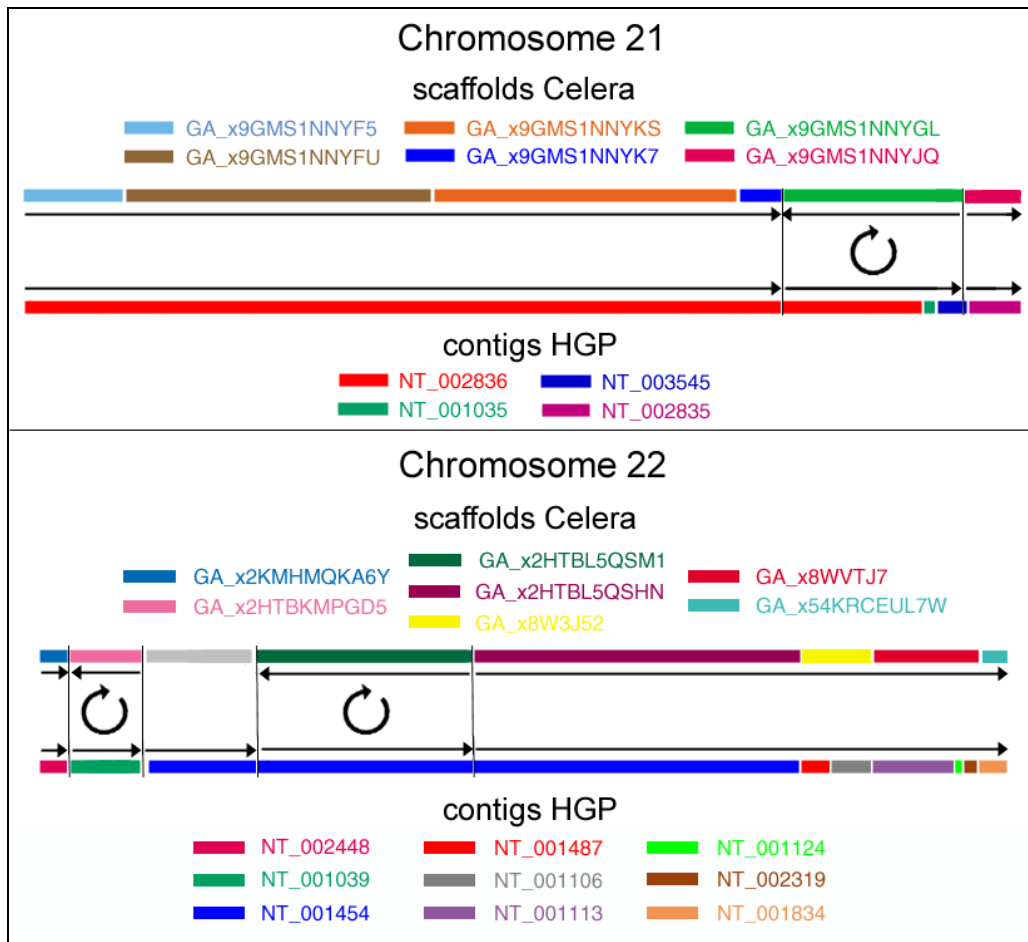 Chromosome 21
scaffolds Celera
GA_x9GMS1NNYF5 GA_x9GMS1NNYKS GA_x9GMS1NNYGL
GA_x9GMS1NNYFU GA_x9GMS1NNYK7 GA_x9GMS1NNYJQ
contigs HGP
NT_002836 NT_003545
NT_001035 NT_002835
Chromosome 22
scaffolds Celera
GA_x2KMHMQKA6Y GA_x2HTBL5QSM1 GA_x8WVTJ7
GA_x2HTBKMPGD5 GA_x2HTBL5QSHN GA_x54KRCEUL7W
GA_x8W3J52
contigs HGP
NT_002448 NT_001487 NT_001124
NT_001039 NT_001106 NT_002319
NT_001454 NT_001113 NT_001834